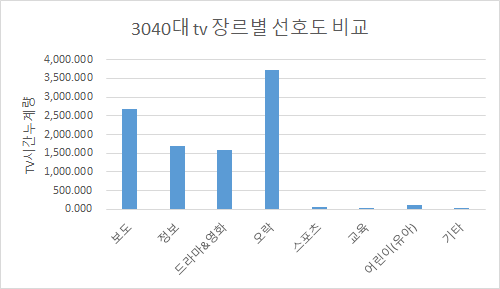 3040대 tv 장르별 선호도 비교
4,000.000
3,500.000
3,000.000
2,500.000
2,000.000
1,500.000
1,000.000
500.000
0.000
TV시간누계량
보도
정보
드라마&영화
오락
스포츠
교육
어린이(유아)
기타